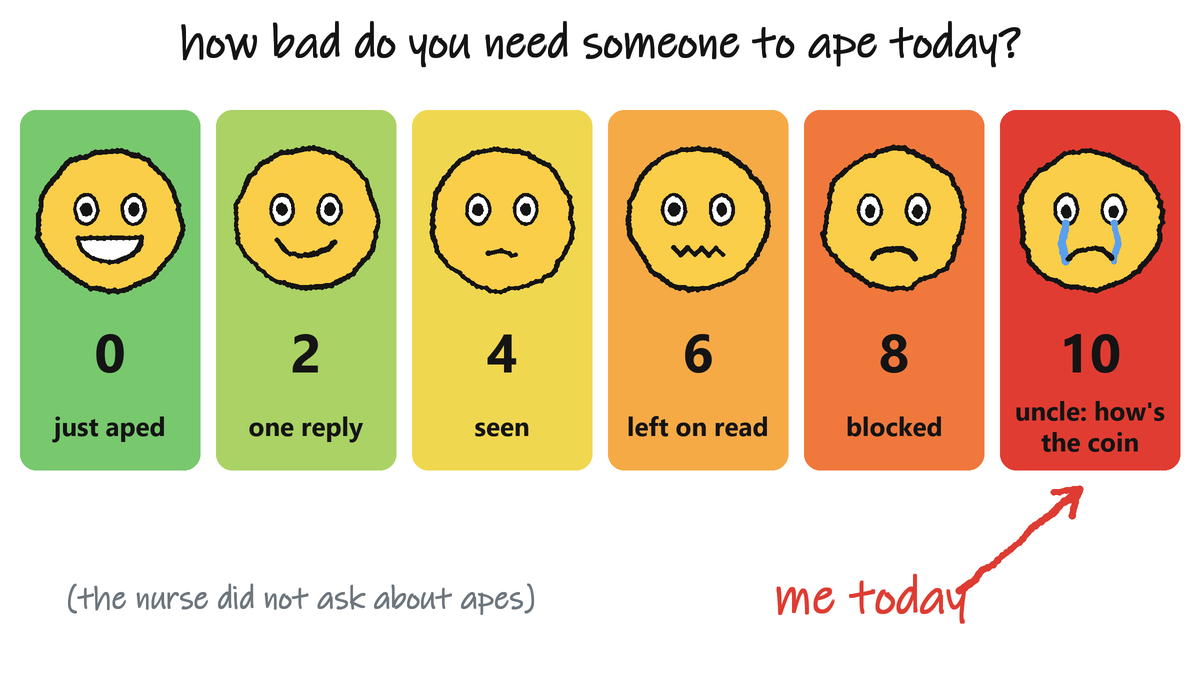 how bad do you need someone to ape today?
0
just aped
2
one reply
4
seen
6
left on read
8
blocked
10
uncle: how's
the coin
(the nurse did not ask about apes)
me today